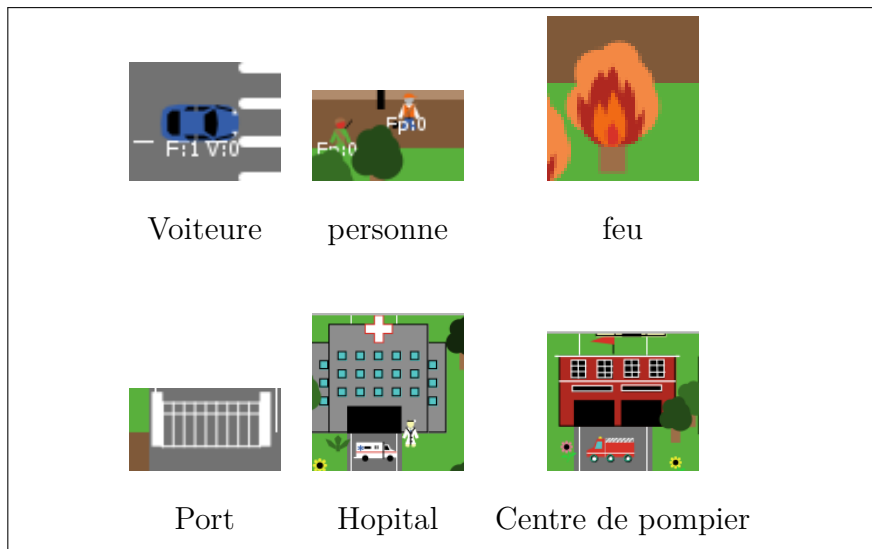 F:1 V:0
Fp:0
Fp:0
Voiteure personne feu
Port Hopital Centre de pompier